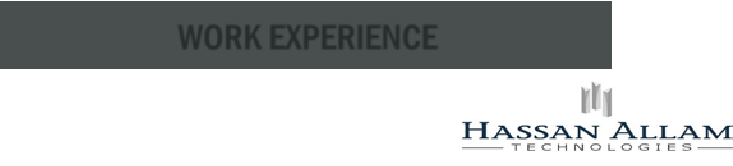 WORK EXPERIENCE
HASSAN ALLAM
TECHNOLOGIES